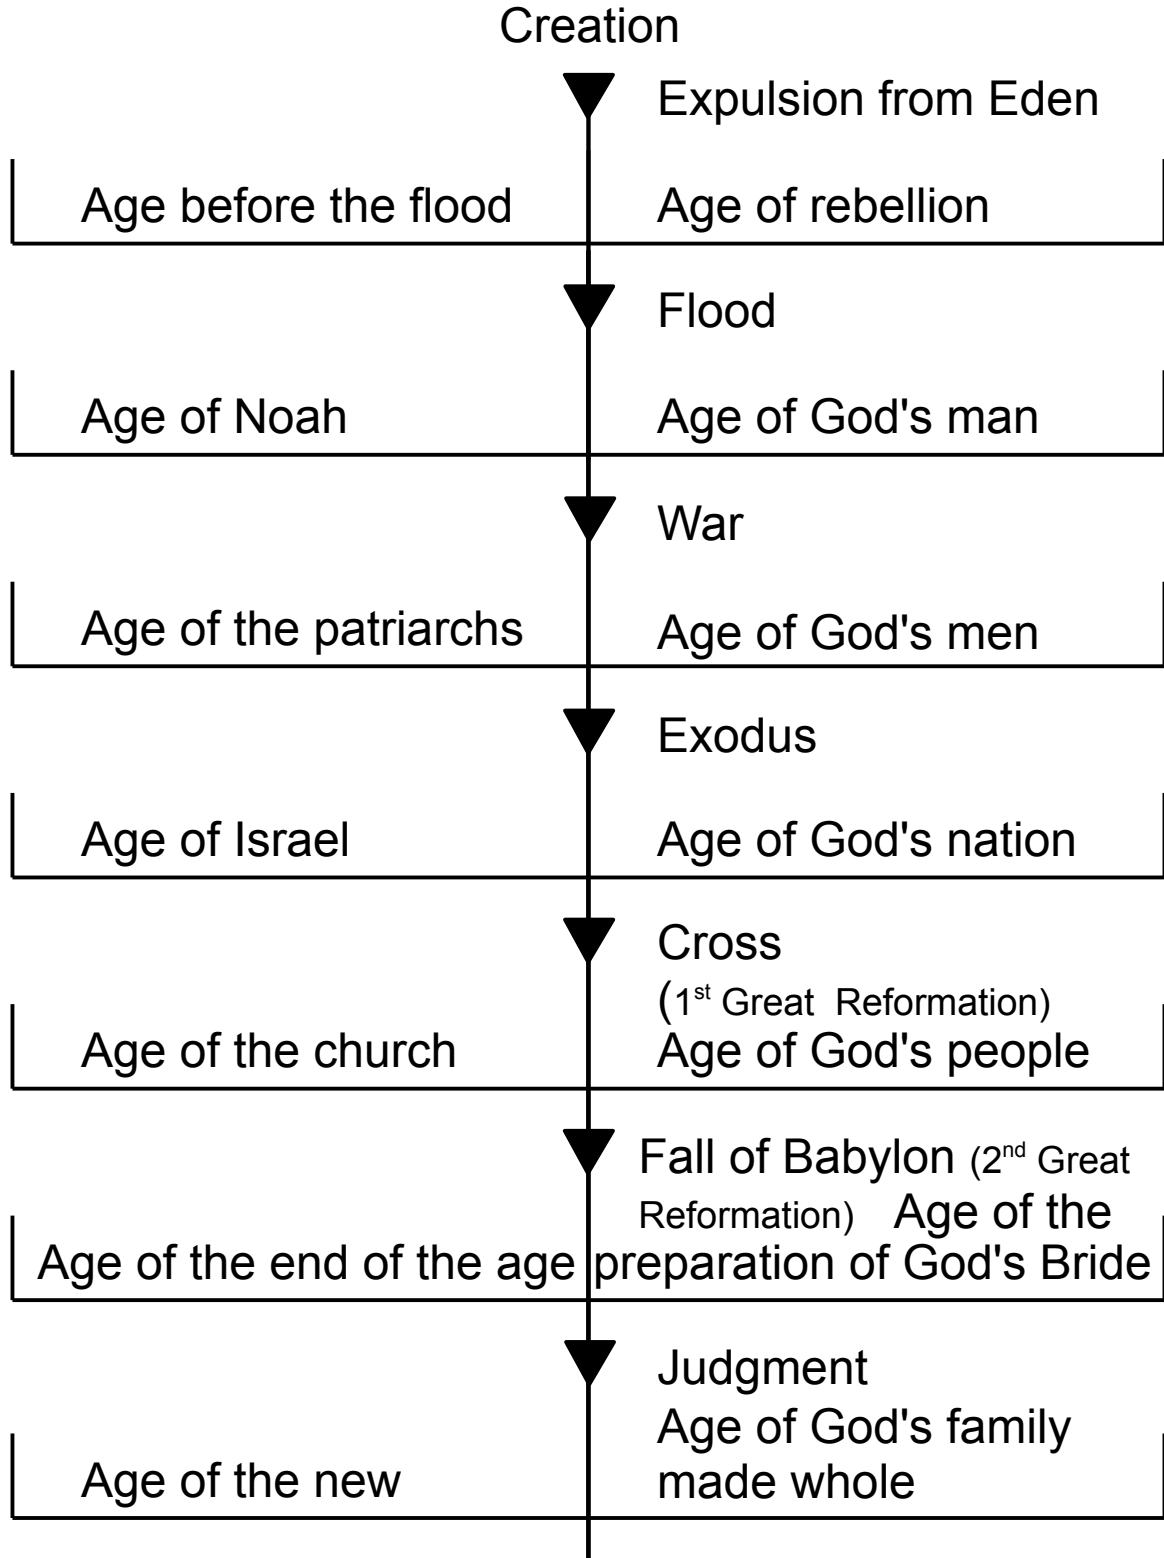 Creation
Expulsion from Eden
Age before the flood
Age of rebellion
Flood
Age of Noah
Age of God's man
War
Age of the patriarchs
Age of God's men
Exodus
Age of Israel
Age of God's nation
Cross
(1st Great Reformation)
Age of the church
Age of God's people
Fall of Babylon (2nd Great
Reformation) Age of the
Age of the end of the age
preparation of God's Bride
Judgment
Age of God's family
made whole
Age of the new